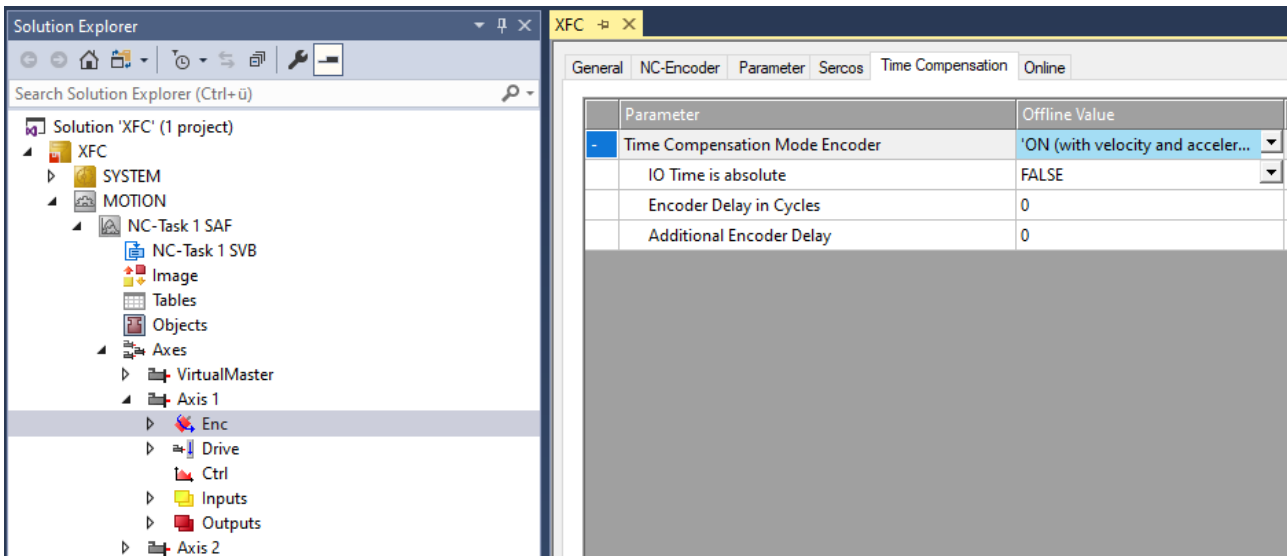 Solution Explorer
Search Solution Explorer (Ctrl+ü)
Solution 'XFC' (1 project)
XFC
SYSTEM
MOTION
NC-Task 1 SAF
NC-Task 1 SVB
Image
Tables
Objects
Axes
VirtualMaster
Axis 1
Enc
Drive
Ctrl
Inputs
Outputs
Axis 2
XFC
General NC-Encoder Parameter Sercos Time Compensation Online
Parameter Offline Value
- Time Compensation Mode Encoder 'ON (with velocity and acceler...
IO Time is absolute FALSE
Encoder Delay in Cycles 0
Additional Encoder Delay 0